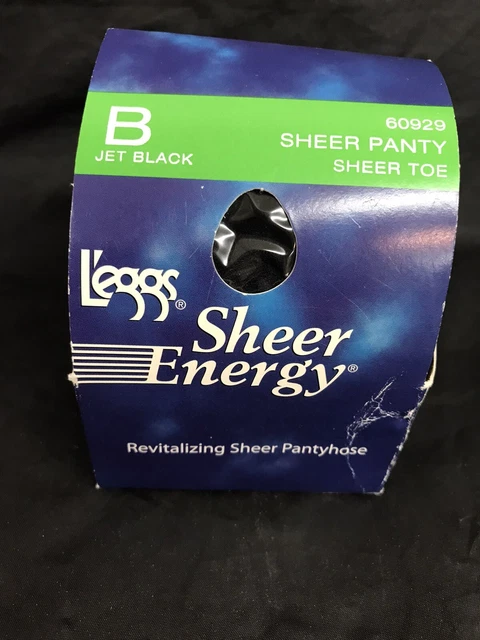 B
JET BLACK
60929
SHEER PANTY
SHEER TOE
L'eggs®
Sheer
Energy®
Revitalizing Sheer Pantyhose